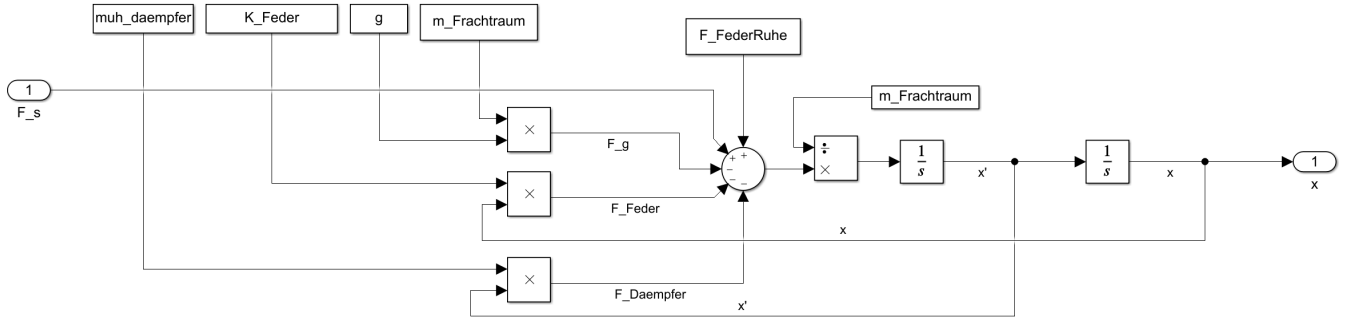 muh_daempfer
K_Feder
g
m_Frachtraum
F_FederRuhe
m_Frachtraum
1
F_s
×
F_g
+ +
−
− −
÷
×
1
s
x'
1
s
x
1
x
×
F_Feder
x
×
F_Daempfer
x'